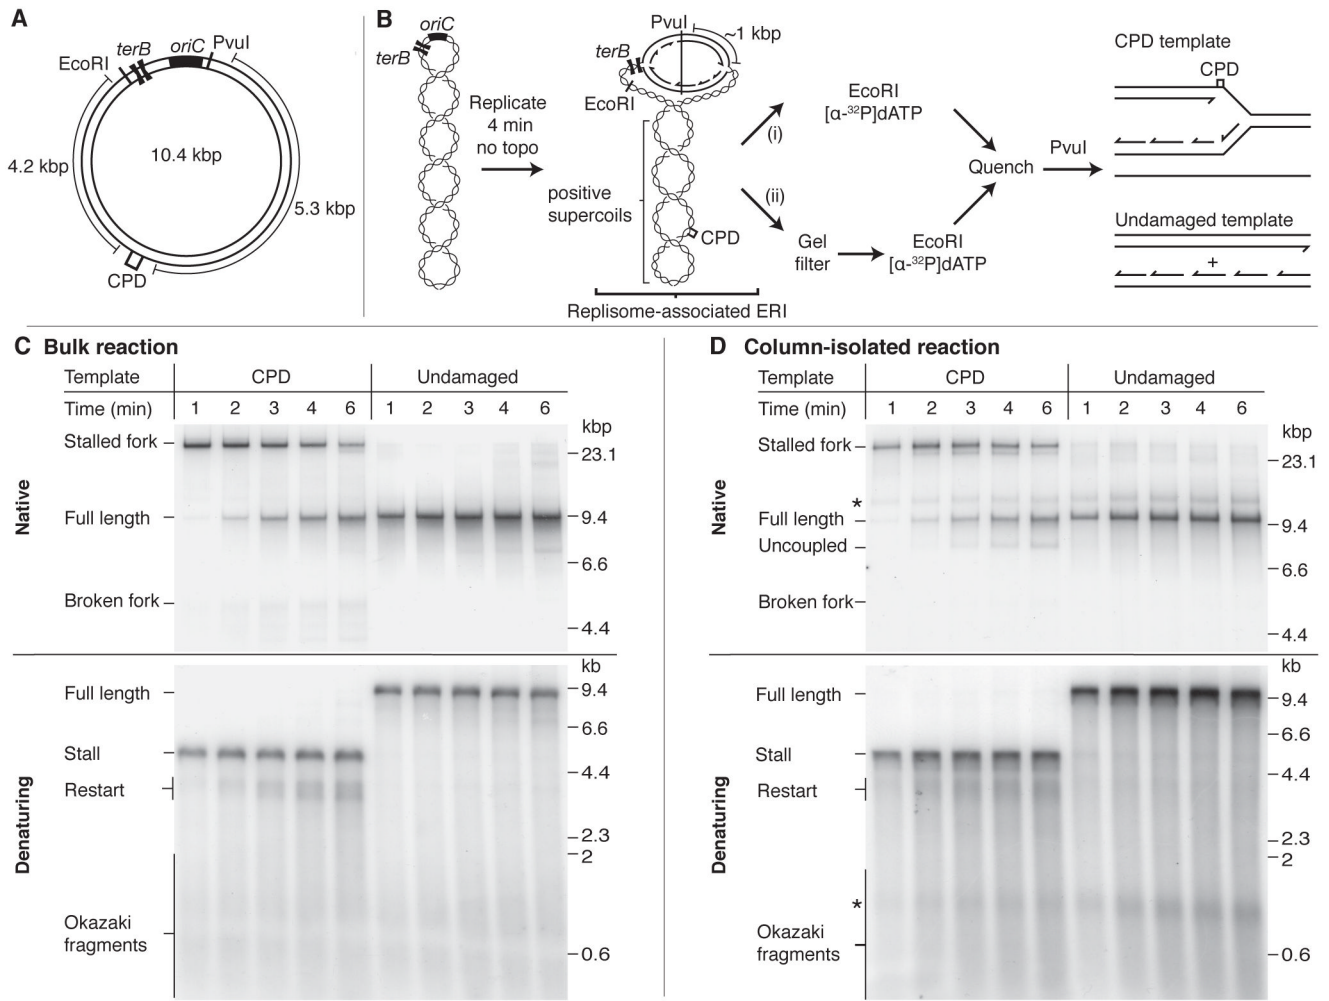 A
EcoRI
terB
oriC
PvuI
4.2 kbp
10.4 kbp
5.3 kbp
CPD
B
oriC
terB
Replicate
4 min
no topo
PvuI
~1 kbp
terB
EcoRI
positive
supercoils
CPD
Replisome-associated ERI
(i)
(ii)
EcoRI
[α-³²P]dATP
Gel
filter
EcoRI
[α-³²P]dATP
Quench
PvuI
CPD template
CPD
Undamaged template
+
C Bulk reaction
Template CPD Undamaged
Time (min) 1 2 3 4 6 1 2 3 4 6
Native
Stalled fork
Full length
Broken fork
kbp
23.1
9.4
6.6
4.4
Denaturing
Full length
Stall
Restart
Okazaki
fragments
kb
9.4
6.6
4.4
2.3
2
0.6
D Column-isolated reaction
Template CPD Undamaged
Time (min) 1 2 3 4 6 1 2 3 4 6
Native
Stalled fork
*
Full length
Uncoupled
Broken fork
kbp
23.1
9.4
6.6
4.4
Denaturing
Full length
Stall
Restart
*
Okazaki
fragments
kb
9.4
6.6
4.4
2.3
2
0.6